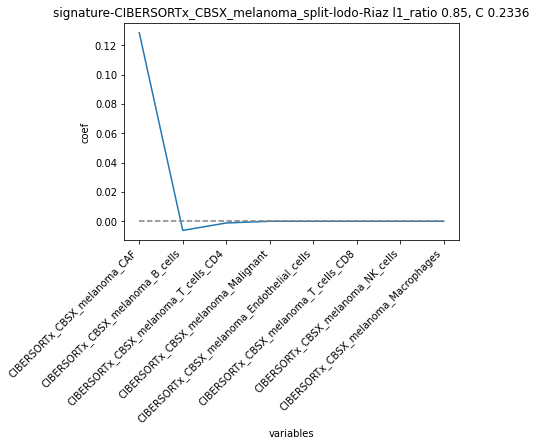 signature-CIBERSORTx_CBSX_melanoma_split-lodo-Riaz l1_ratio 0.85, C 0.2336
0.12
0.10
0.08
0.06
0.04
0.02
0.00
coef
CIBERSORTx_CBSX_melanoma_CAF
CIBERSORTx_CBSX_melanoma_B_cells
CIBERSORTx_CBSX_melanoma_T_cells_CD4
CIBERSORTx_CBSX_melanoma_Malignant
CIBERSORTx_CBSX_melanoma_Endothelial_cells
CIBERSORTx_CBSX_melanoma_T_cells_CD8
CIBERSORTx_CBSX_melanoma_NK_cells
CIBERSORTx_CBSX_melanoma_Macrophages
variables